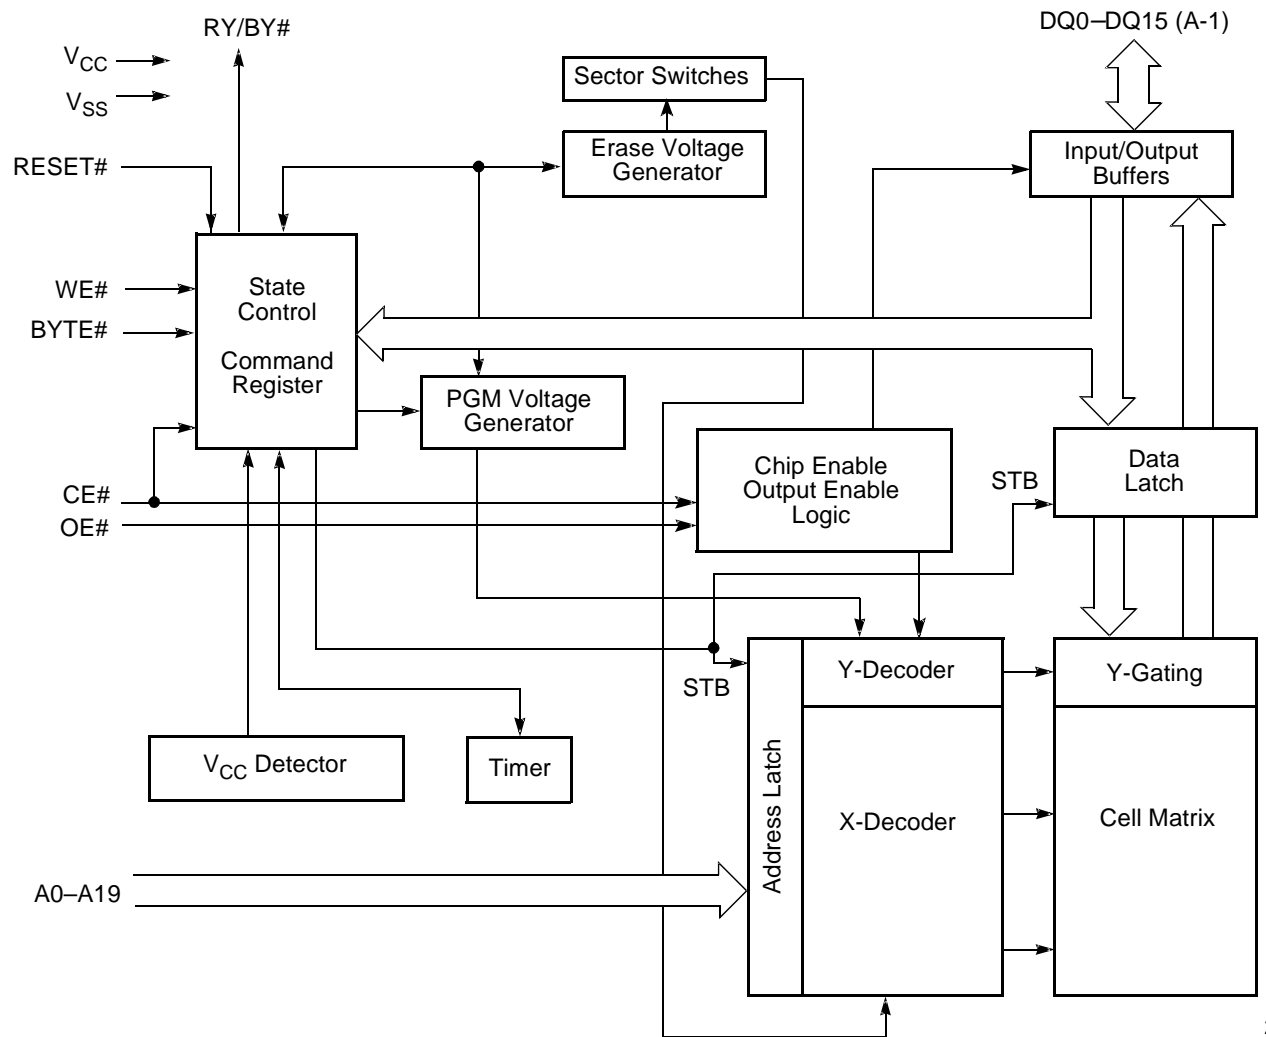 RY/BY#
DQ0–DQ15 (A-1)
VCC
VSS
Sector Switches
RESET#
Erase Voltage
Generator
Input/Output
Buffers
WE#
BYTE#
State
Control
Command
Register
PGM Voltage
Generator
CE#
OE#
Chip Enable
Output Enable
Logic
STB
Data
Latch
STB
Y-Decoder
Y-Gating
VCC Detector
Timer
Address Latch
X-Decoder
Cell Matrix
A0–A19